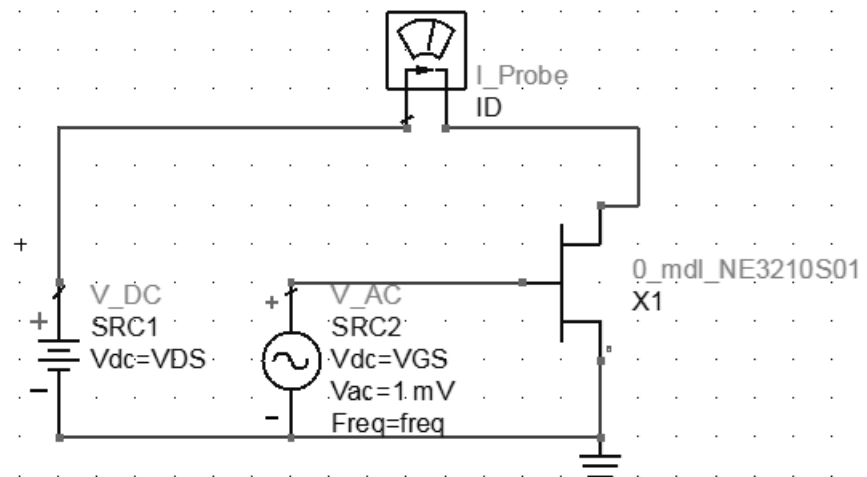 I_Probe
ID
0_mdl_NE3210S01
X1
V_DC
SRC1
Vdc=VDS
V_AC
SRC2
Vdc=VGS
Vac=1 mV
Freq=freq